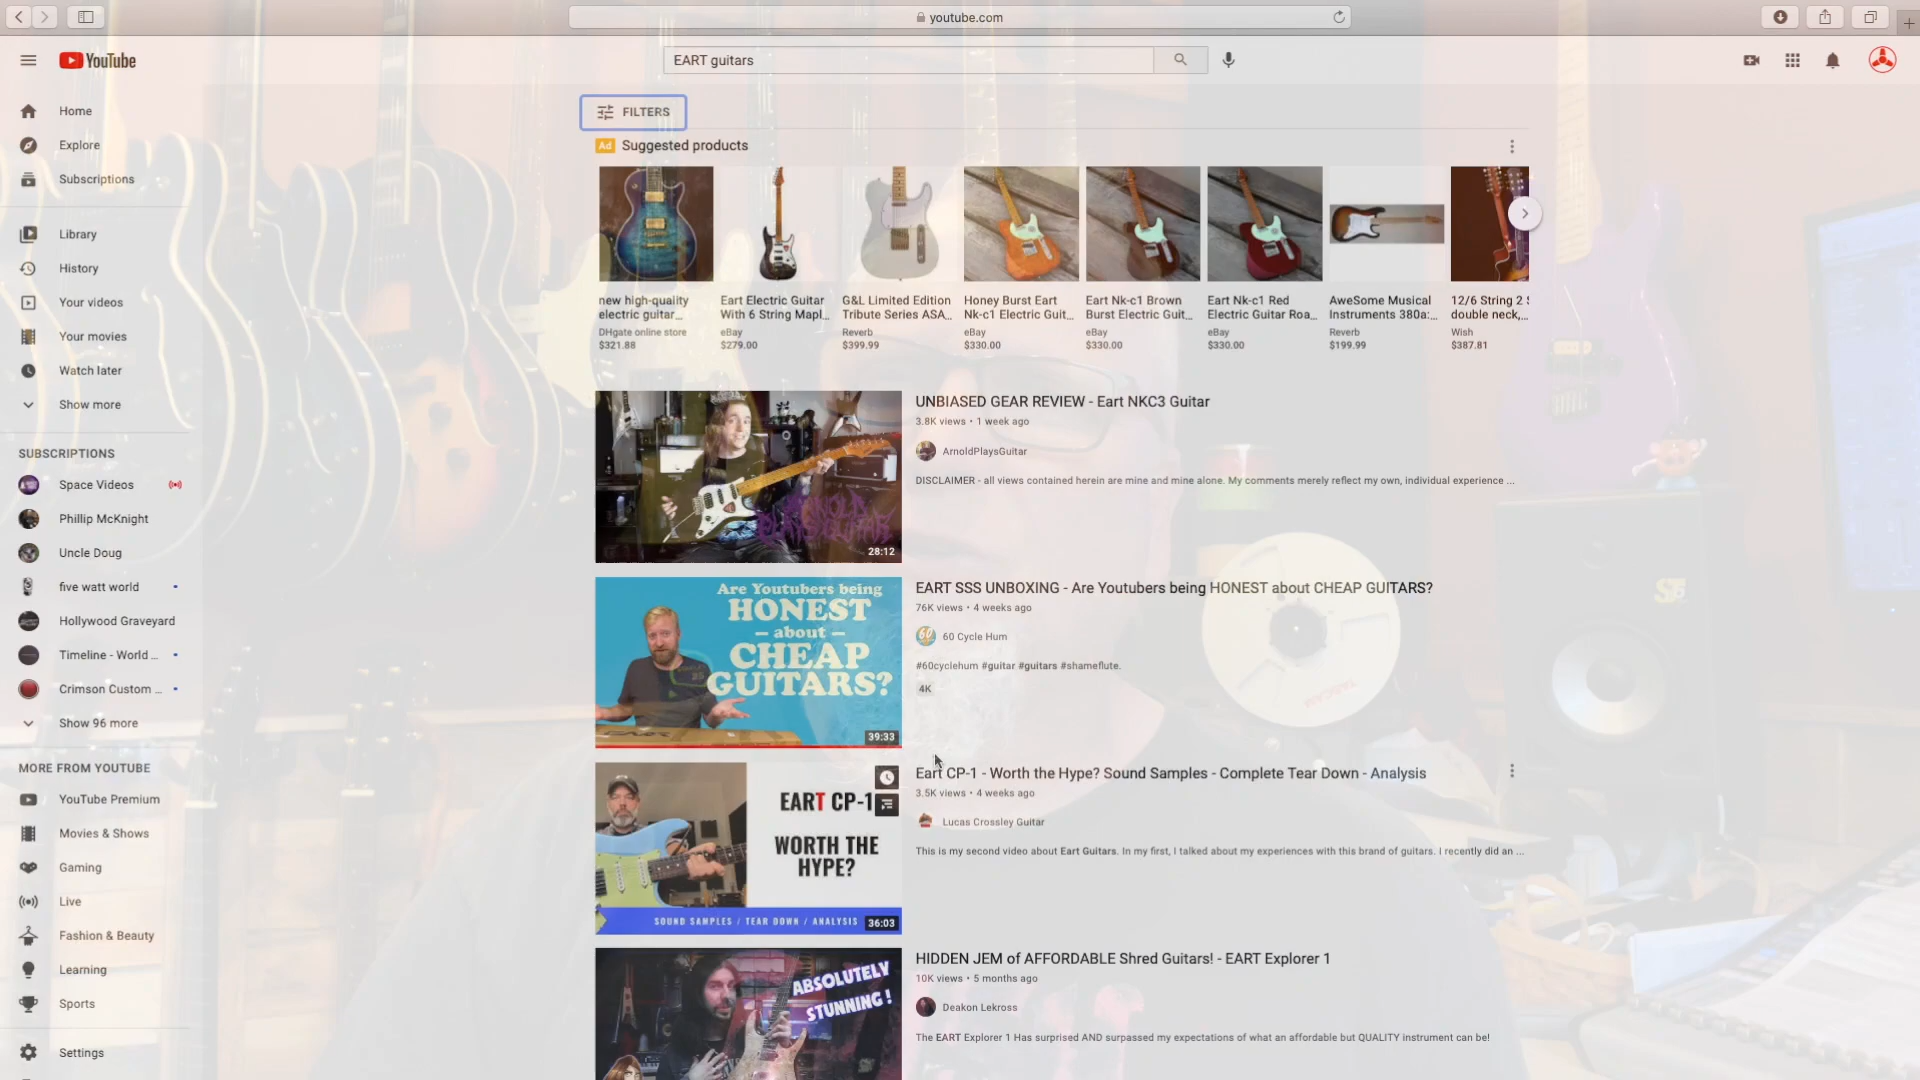 youtube.com
YouTube
EART guitars
Home
Explore
Subscriptions
Library
History
Your videos
Your movies
Watch later
Show more
SUBSCRIPTIONS
Space Videos
Phillip McKnight
Uncle Doug
five watt world
Hollywood Graveyard
Timeline - World ...
Crimson Custom ...
Show 96 more
MORE FROM YOUTUBE
YouTube Premium
Movies & Shows
Gaming
Live
Fashion & Beauty
Learning
Sports
Settings
FILTERS
Ad Suggested products
new high-quality
electric guitar...
DHgate online store
$321.88
Eart Electric Guitar
With 6 String Mapl...
eBay
$279.00
G&L Limited Edition
Tribute Series ASA...
Reverb
$399.99
Honey Burst Eart
Nk-c1 Electric Guit...
eBay
$330.00
Eart Nk-c1 Brown
Burst Electric Guit...
eBay
$330.00
Eart Nk-c1 Red
Electric Guitar Roa...
eBay
$330.00
AweSome Musical
Instruments 380a:...
Reverb
$199.99
12/6 String 2
double neck,...
Wish
$387.81
ARNOLD
PLAYSGUITAR
28:12
UNBIASED GEAR REVIEW - Eart NKC3 Guitar
3.8K views • 1 week ago
ArnoldPlaysGuitar
DISCLAIMER - all views contained herein are mine and mine alone. My comments merely reflect my own, individual experience ...
Are Youtubers being
HONEST
— about —
CHEAP
GUITARS?
39:33
EART SSS UNBOXING - Are Youtubers being HONEST about CHEAP GUITARS?
76K views • 4 weeks ago
60 Cycle Hum
#60cyclehum #guitar #guitars #shameflute.
4K
EART CP-1
WORTH THE
HYPE?
SOUND SAMPLES / TEAR DOWN / ANALYSIS
36:03
Eart CP-1 - Worth the Hype? Sound Samples - Complete Tear Down - Analysis
3.5K views • 4 weeks ago
Lucas Crossley Guitar
This is my second video about Eart Guitars. In my first, I talked about my experiences with this brand of guitars. I recently did an ...
ABSOLUTELY
STUNNING !
HIDDEN JEM of AFFORDABLE Shred Guitars! - EART Explorer 1
10K views • 5 months ago
Deakon Lekross
The EART Explorer 1 Has surprised AND surpassed my expectations of what an affordable but QUALITY instrument can be!
TASCAM